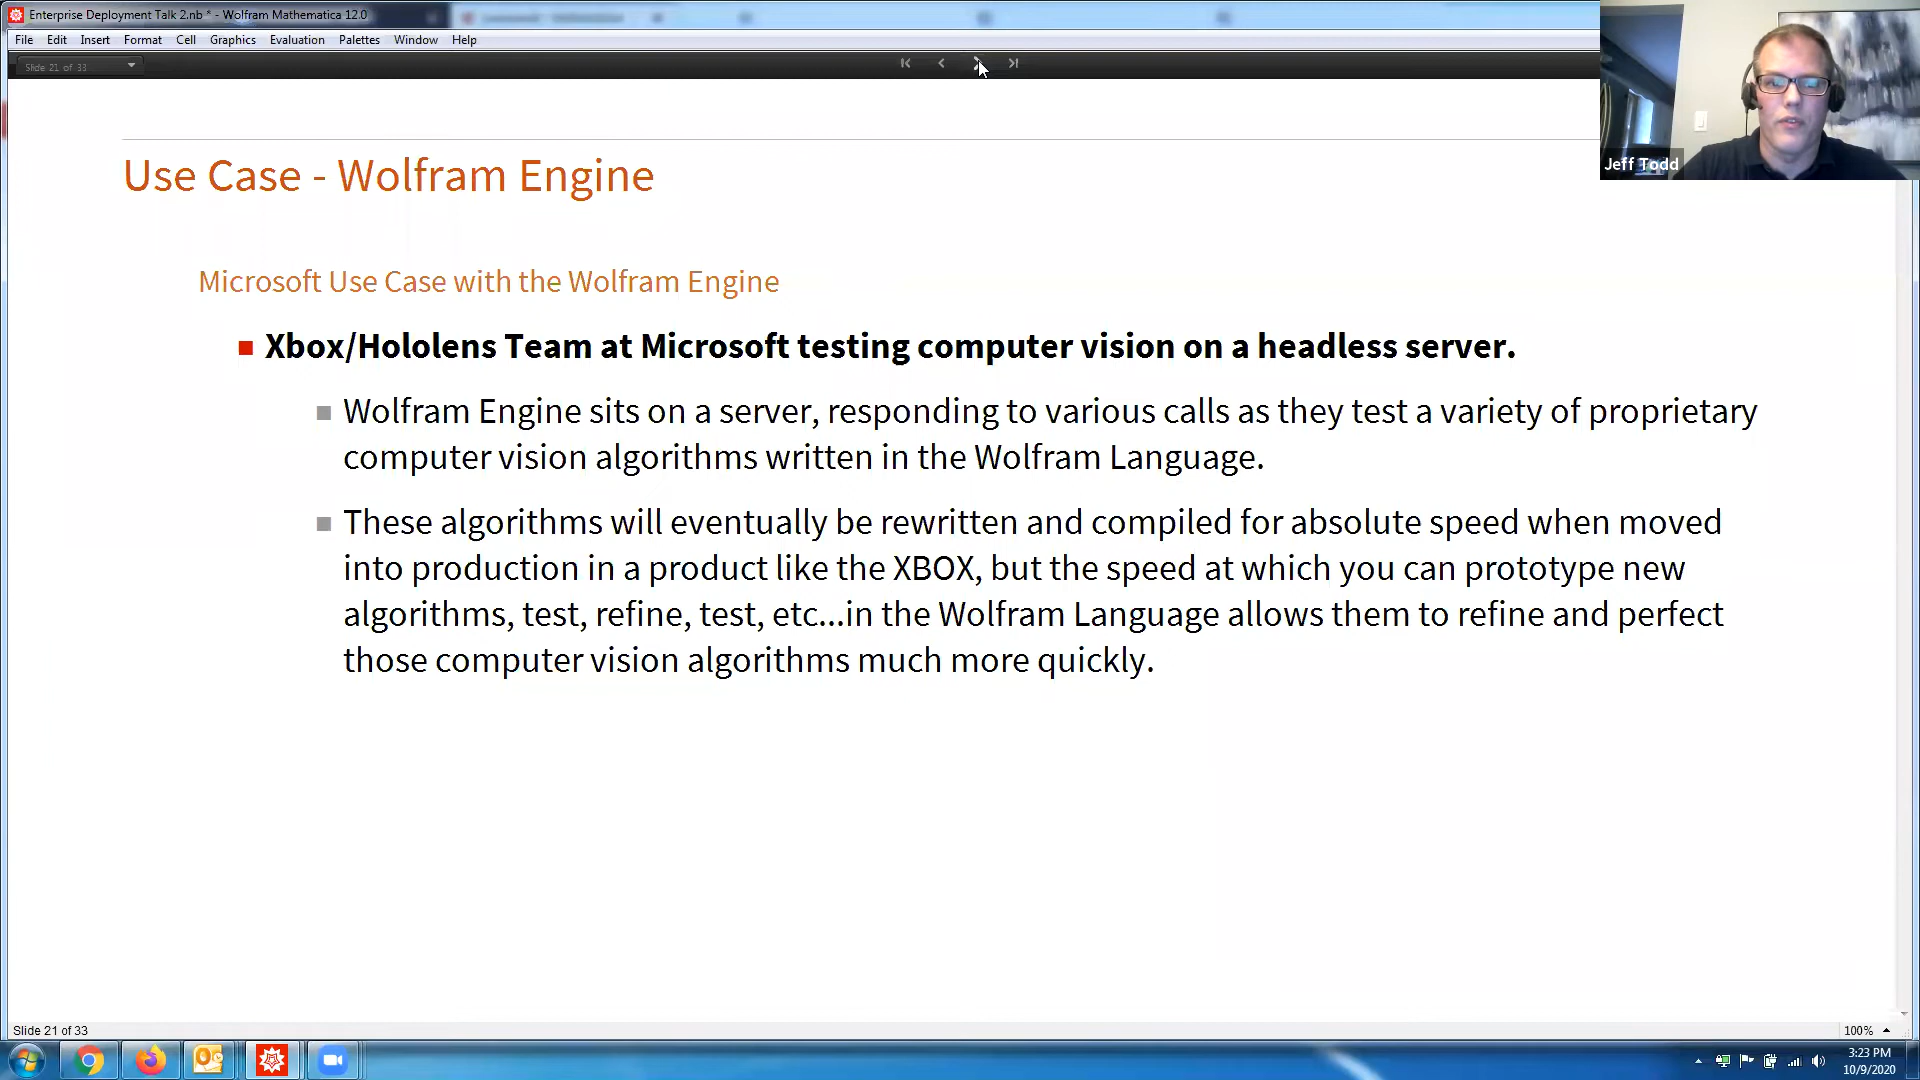 Enterprise Deployment Talk 2.nb * - Wolfram Mathematica 12.0
File Edit Insert Format Cell Graphics Evaluation Palettes Window Help
Slide 21 of 33
Jeff Todd
Use Case - Wolfram Engine
Microsoft Use Case with the Wolfram Engine
Xbox/Hololens Team at Microsoft testing computer vision on a headless server.
Wolfram Engine sits on a server, responding to various calls as they test a variety of proprietary
computer vision algorithms written in the Wolfram Language.
These algorithms will eventually be rewritten and compiled for absolute speed when moved
into production in a product like the XBOX, but the speed at which you can prototype new
algorithms, test, refine, test, etc...in the Wolfram Language allows them to refine and perfect
those computer vision algorithms much more quickly.
Slide 21 of 33
100%
3:23 PM
10/9/2020